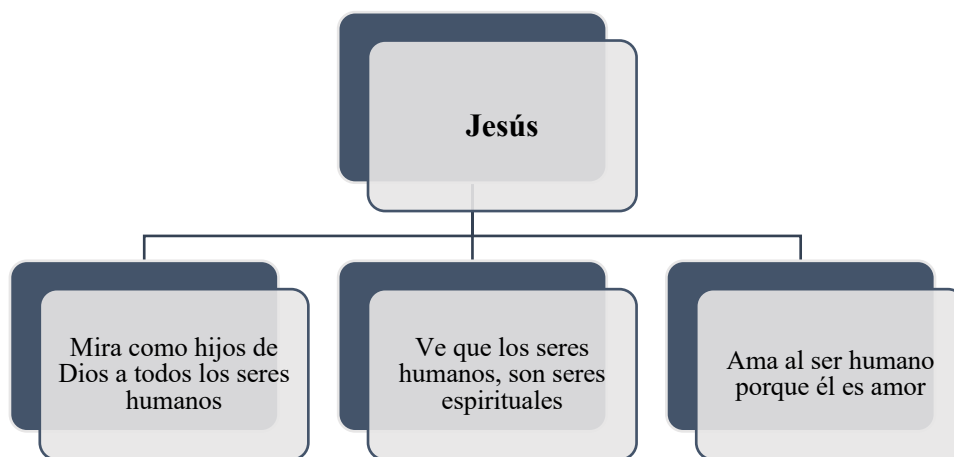 Jesús
Mira como hijos de
Dios a todos los seres
humanos
Ve que los seres
humanos, son seres
espirituales
Ama al ser humano
porque él es amor